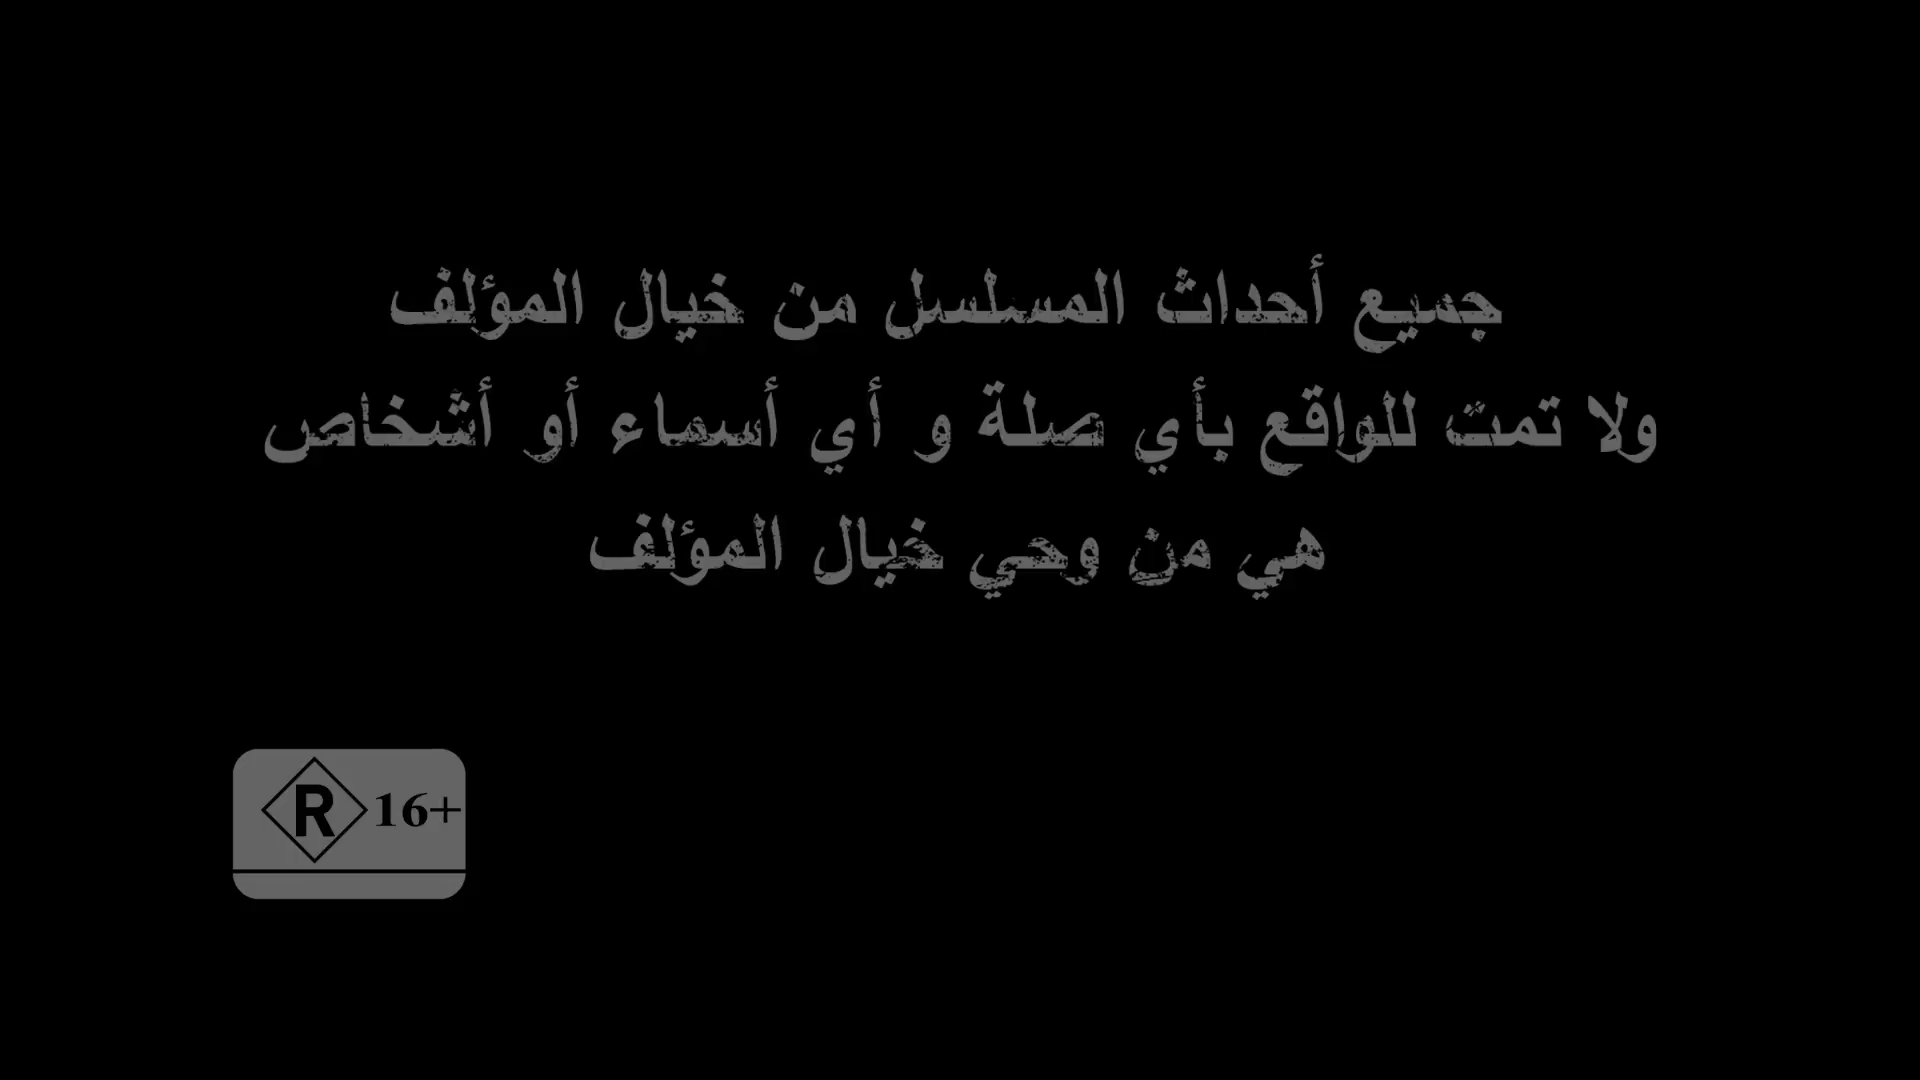 جميع أحداث المسلسل من خيال المؤلف
ولا تمت للواقع بأي صلة و أي أسماء أو أشخاص
هي من وحي خيال المؤلف
R 16+